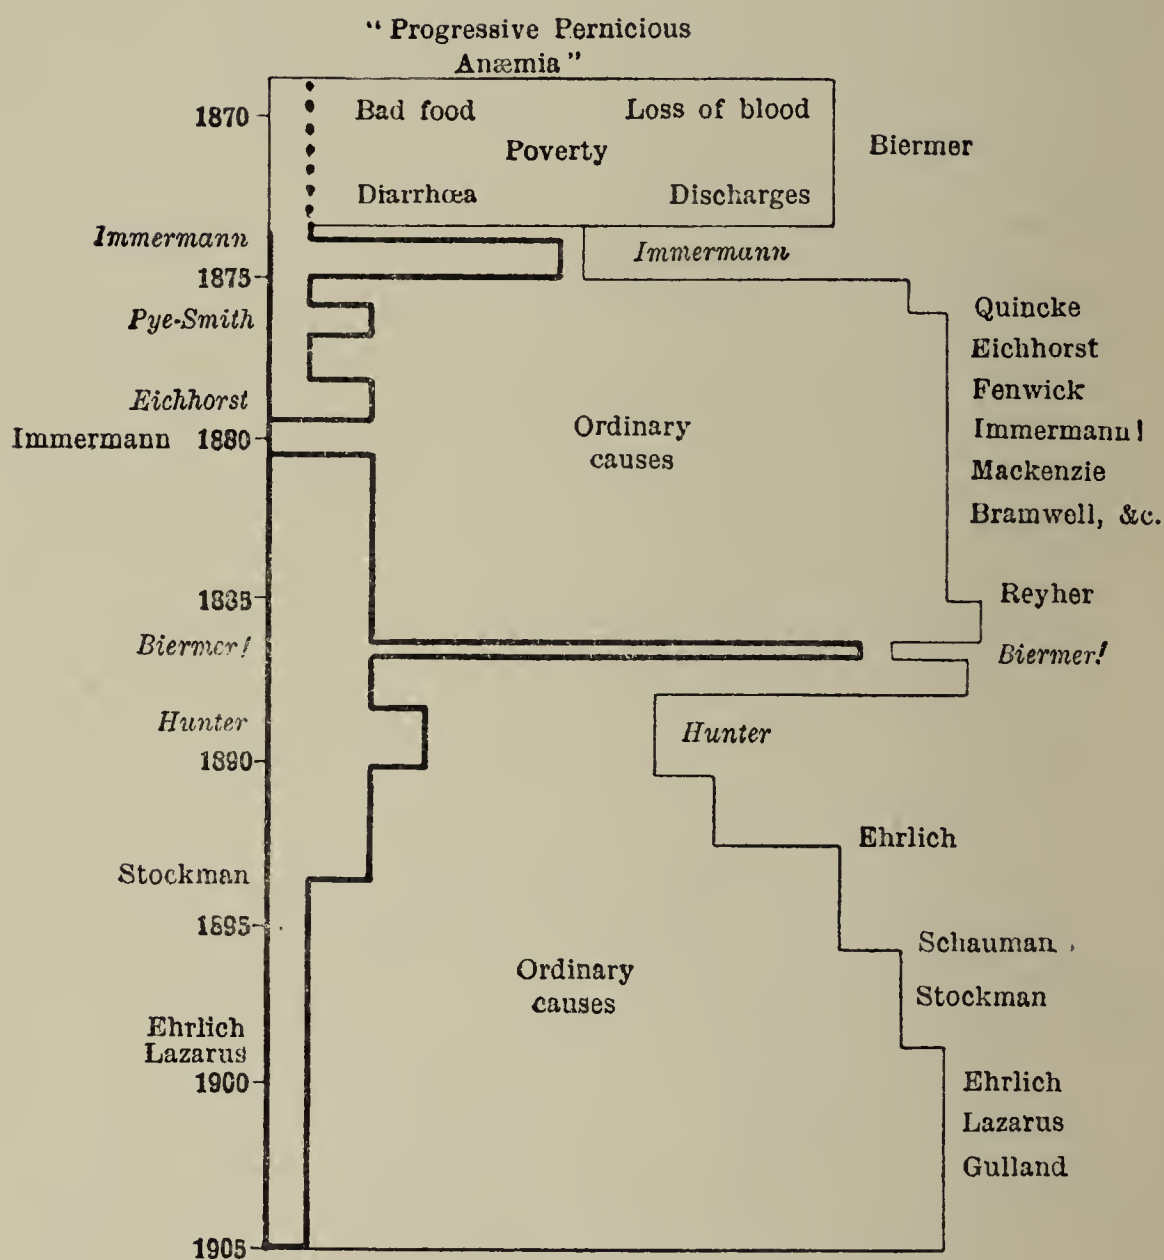 “ Progressive Pernicious
Anæmia ”
1870
Bad food Loss of blood
Poverty
Diarrhœa Discharges
Biermer
Immermann
Immermann
1875
Pye-Smith
Quincke
Eichhorst
Fenwick
Immermann!
Mackenzie
Bramwell, &c.
Eichhorst
Immermann 1880
Ordinary
causes
1885
Reyher
Biermer!
Biermer!
Hunter
Hunter
1890
Ehrlich
Stockman
1895
Schauman
Stockman
Ordinary
causes
Ehrlich
Lazarus
1900
Ehrlich
Lazarus
Gulland
1905